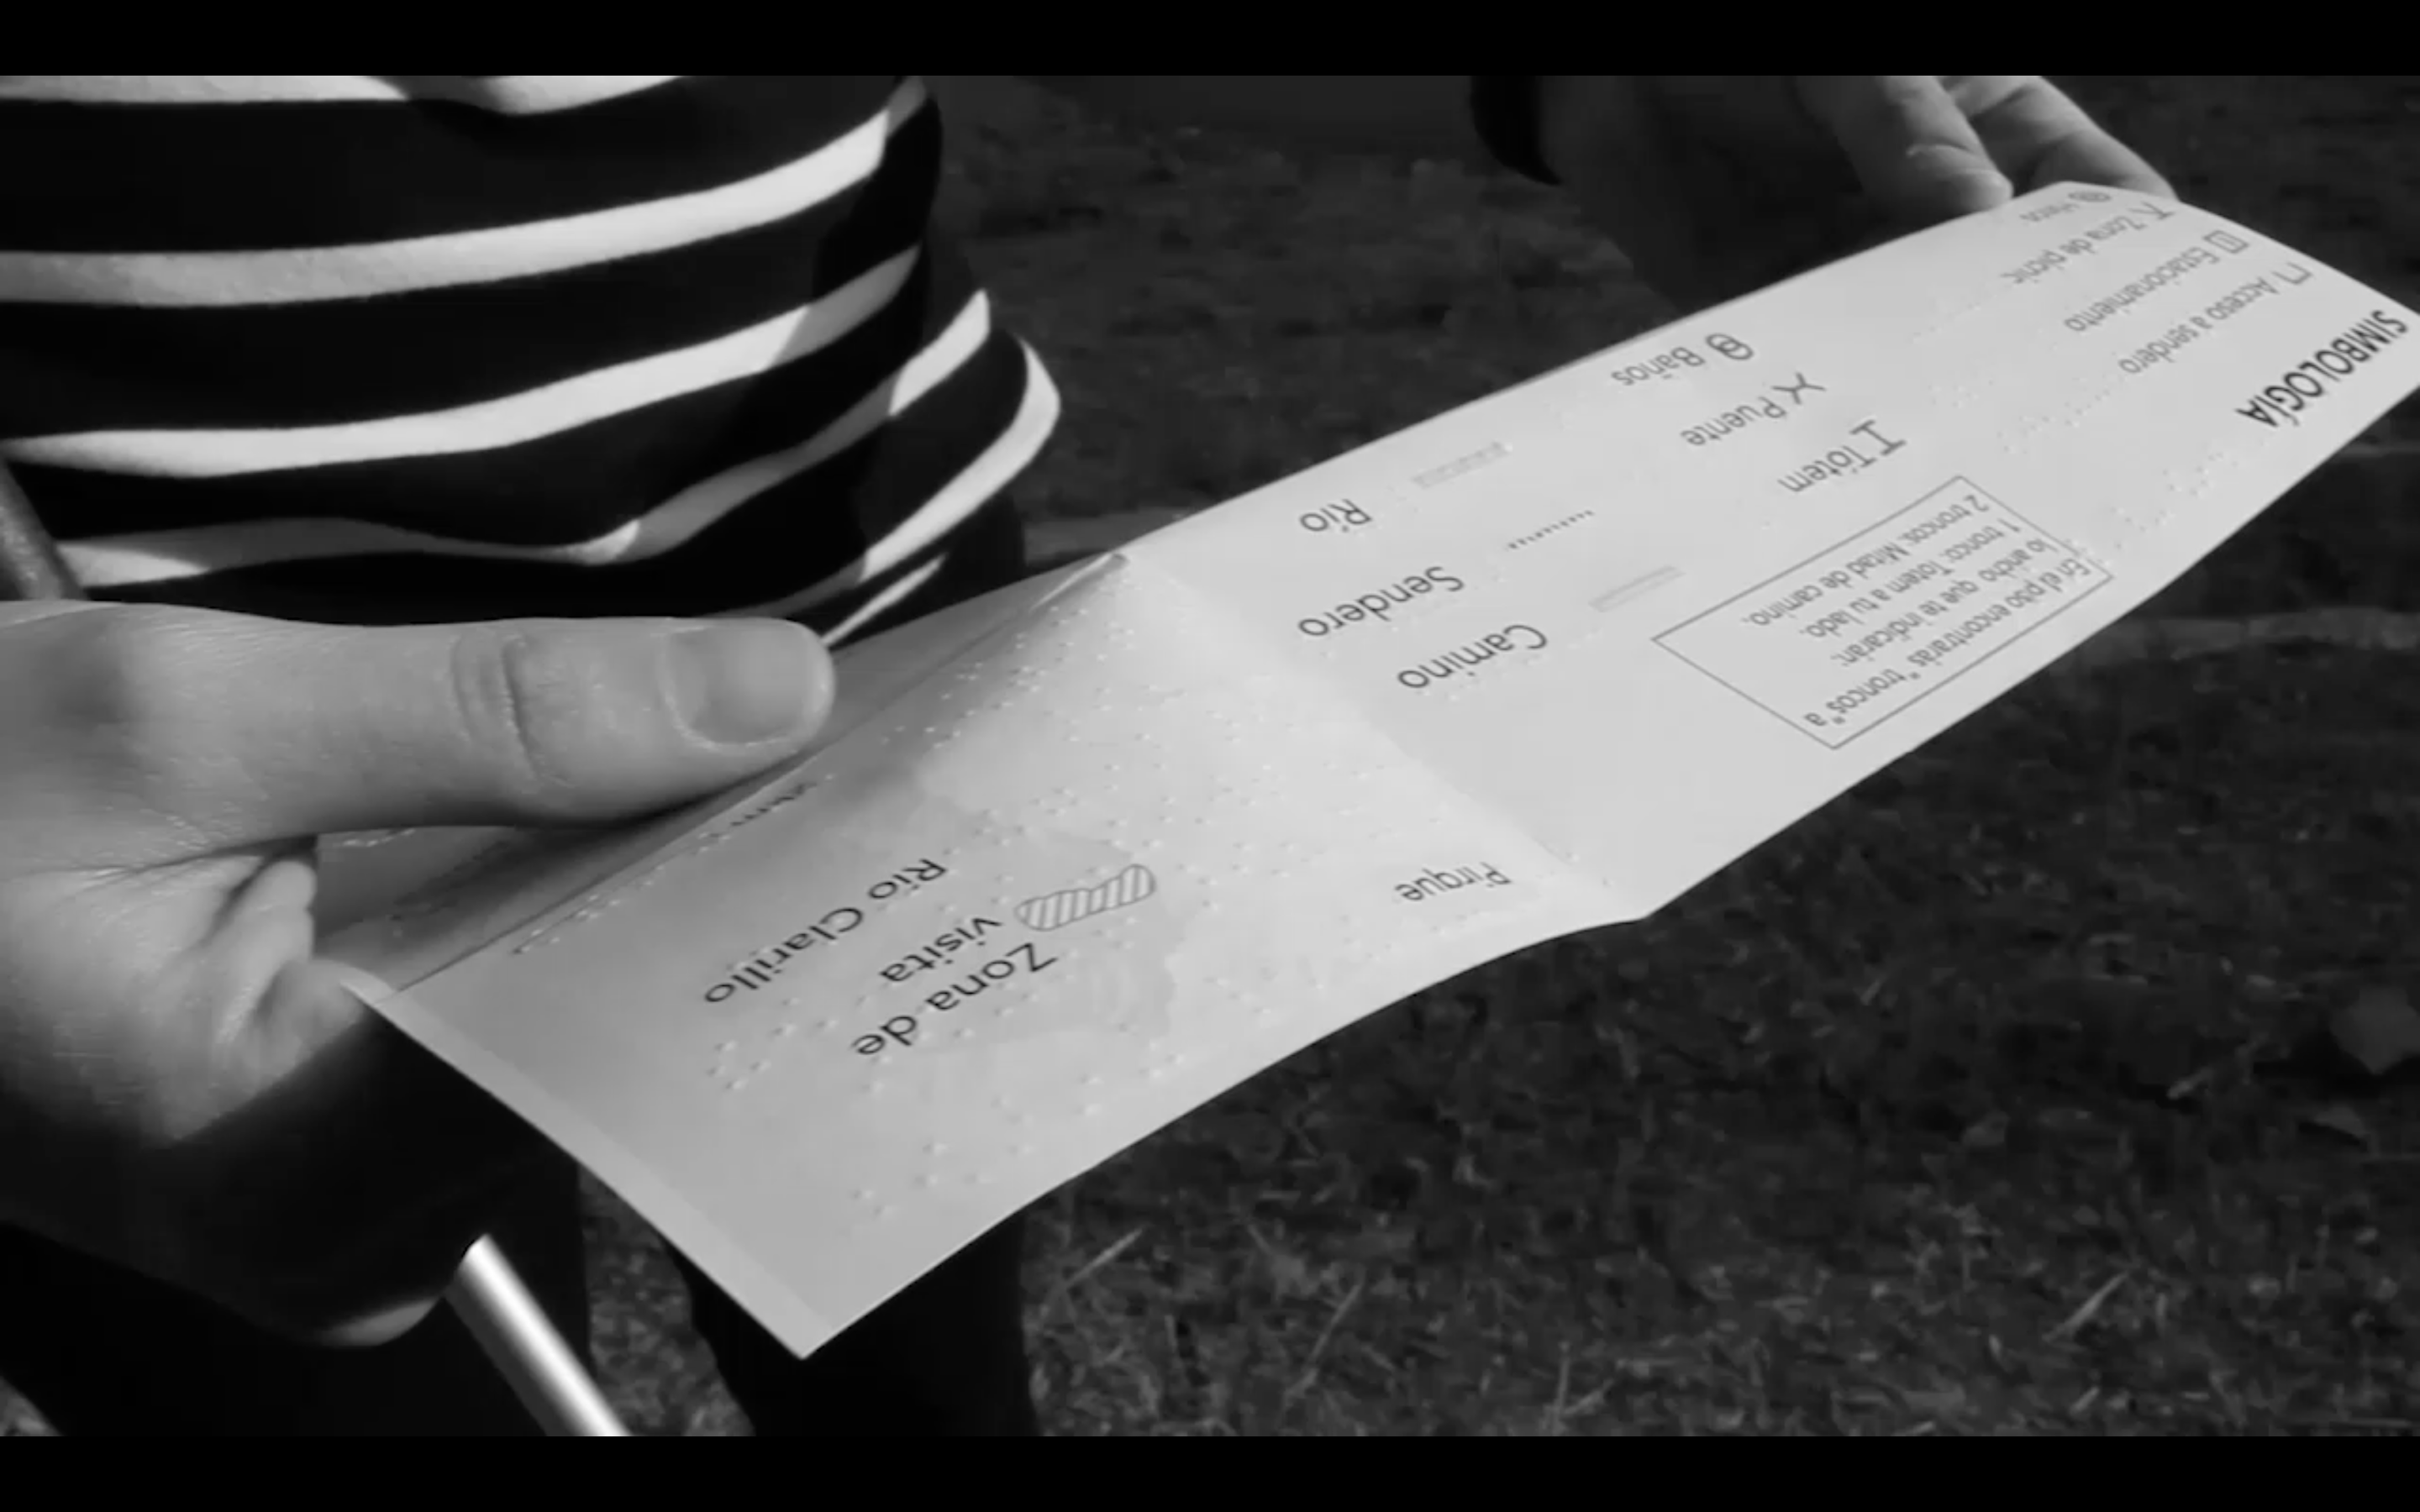 SIMBOLOGÍA
Acceso a sendero
Estacionamiento
Zona de picnic
Tótem
Puente
Baños
En el piso encontrarás "troncos" a
lo ancho que te indicarán:
1 tronco: Tótem a tu lado.
2 troncos: Mitad de camino.
Camino
Sendero
Río
Pirque
Zona de
visita
Río Clarillo